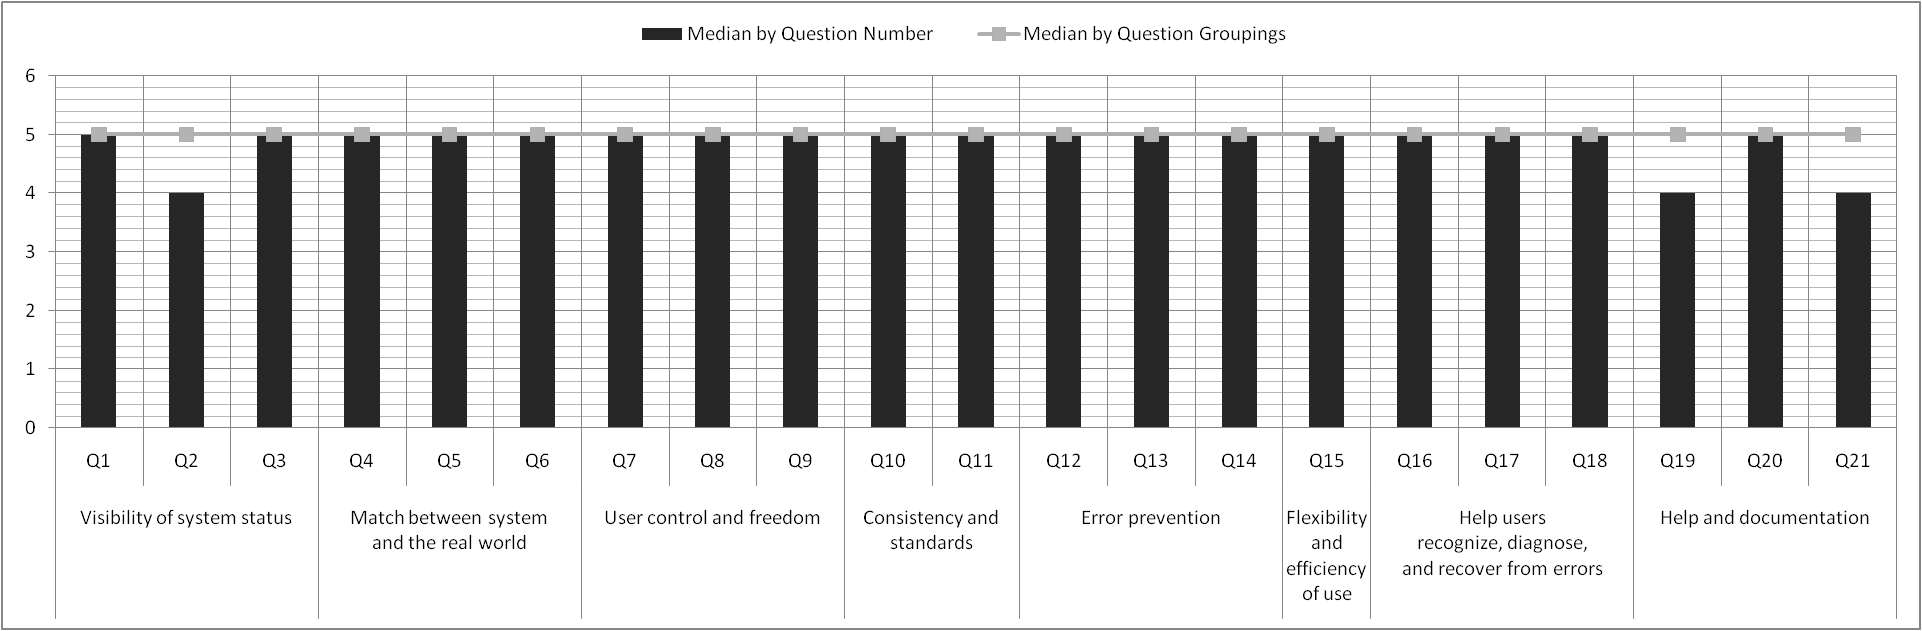 Median by Question Number
Median by Question Groupings
6
5
4
3
2
1
0
Q1 Q2 Q3 Q4 Q5 Q6 Q7 Q8 Q9 Q10 Q11 Q12 Q13 Q14 Q15 Q16 Q17 Q18 Q19 Q20 Q21
Visibility of system status
Match between system
and the real world
User control and freedom
Consistency and
standards
Error prevention
Flexibility
and
efficiency
of use
Help users
recognize, diagnose,
and recover from errors
Help and documentation